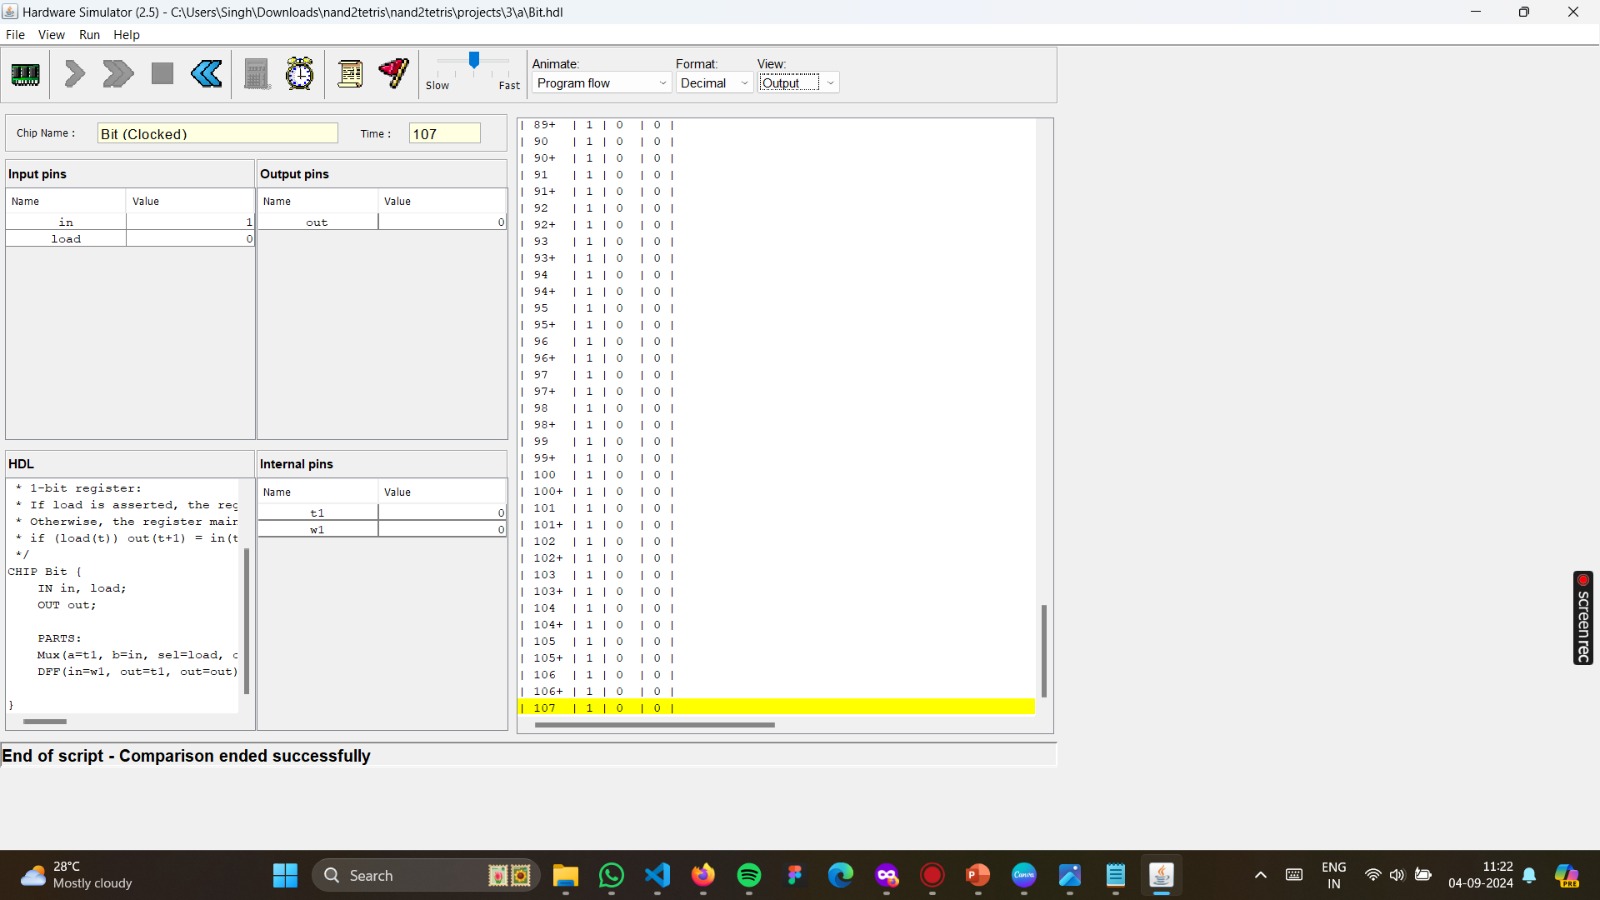 Hardware Simulator (2.5) - C:\Users\Singh\Downloads\nand2tetris\nand2tetris\projects\3\a\Bit.hdl
File View Run Help
Slow Fast
Animate: Format: View:
Program flow Decimal Output
Chip Name : Bit (Clocked) Time : 107
Input pins
Name Value
in 1
load 0
Output pins
Name Value
out 0
HDL
* 1-bit register:
* If load is asserted, the reg
* Otherwise, the register main
* if (load(t)) out(t+1) = in(t
*/
CHIP Bit {
IN in, load;
OUT out;
PARTS:
Mux(a=t1, b=in, sel=load, o
DFF(in=w1, out=t1, out=out)
}
Internal pins
Name Value
t1 0
w1 0
| 89+ | 1 | 0 | 0 |
| 90 | 1 | 0 | 0 |
| 90+ | 1 | 0 | 0 |
| 91 | 1 | 0 | 0 |
| 91+ | 1 | 0 | 0 |
| 92 | 1 | 0 | 0 |
| 92+ | 1 | 0 | 0 |
| 93 | 1 | 0 | 0 |
| 93+ | 1 | 0 | 0 |
| 94 | 1 | 0 | 0 |
| 94+ | 1 | 0 | 0 |
| 95 | 1 | 0 | 0 |
| 95+ | 1 | 0 | 0 |
| 96 | 1 | 0 | 0 |
| 96+ | 1 | 0 | 0 |
| 97 | 1 | 0 | 0 |
| 97+ | 1 | 0 | 0 |
| 98 | 1 | 0 | 0 |
| 98+ | 1 | 0 | 0 |
| 99 | 1 | 0 | 0 |
| 99+ | 1 | 0 | 0 |
| 100 | 1 | 0 | 0 |
| 100+ | 1 | 0 | 0 |
| 101 | 1 | 0 | 0 |
| 101+ | 1 | 0 | 0 |
| 102 | 1 | 0 | 0 |
| 102+ | 1 | 0 | 0 |
| 103 | 1 | 0 | 0 |
| 103+ | 1 | 0 | 0 |
| 104 | 1 | 0 | 0 |
| 104+ | 1 | 0 | 0 |
| 105 | 1 | 0 | 0 |
| 105+ | 1 | 0 | 0 |
| 106 | 1 | 0 | 0 |
| 106+ | 1 | 0 | 0 |
| 107 | 1 | 0 | 0 |
End of script - Comparison ended successfully
screenrec
28°C
Mostly cloudy
Search
Canva
ENG
IN
11:22
04-09-2024
PRE